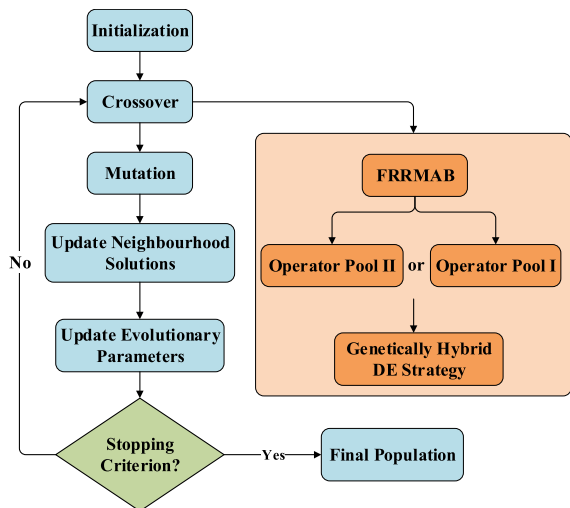 Initialization
Crossover
Mutation
FRRMAB
Update Neighbourhood
Solutions
No
Operator Pool II or Operator Pool I
Update Evolutionary
Parameters
Genetically Hybrid
DE Strategy
Stopping
Criterion?
Yes
Final Population